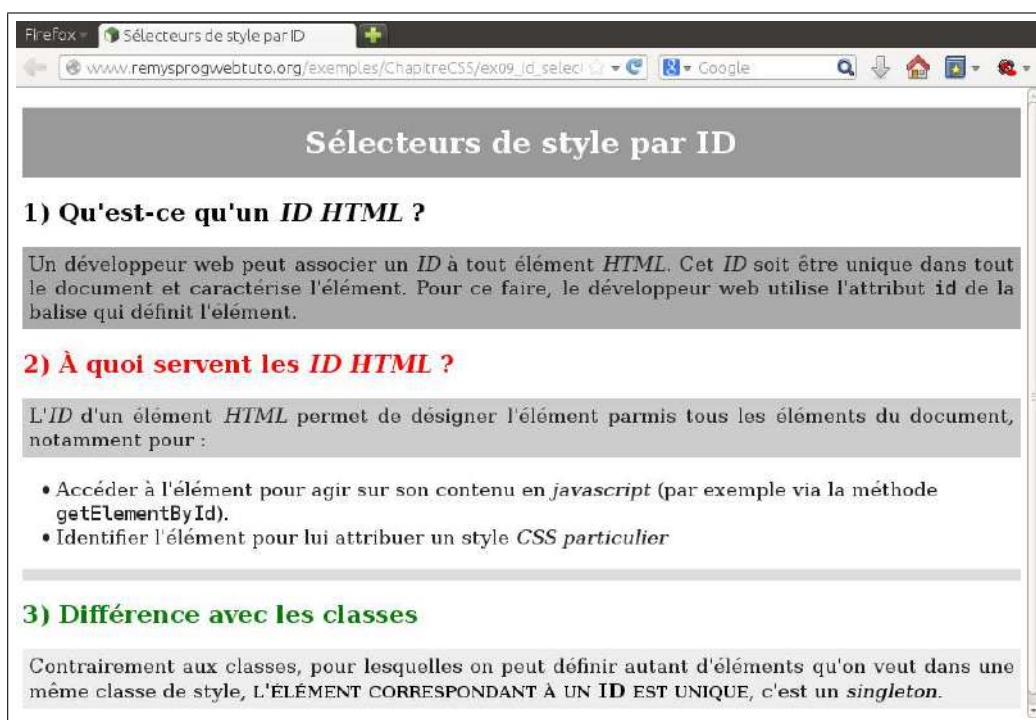 Firefox
Sélecteurs de style par ID
www.remysprogwebtuto.org/exemples/ChapitreCSS/ex09_id_selec
Google
Sélecteurs de style par ID
1) Qu'est-ce qu'un ID HTML ?
Un développeur web peut associer un ID à tout élément HTML. Cet ID soit être unique dans tout
le document et caractérise l'élément. Pour ce faire, le développeur web utilise l'attribut id de la
balise qui définit l'élément.
2) À quoi servent les ID HTML ?
L'ID d'un élément HTML permet de désigner l'élément parmis tous les éléments du document,
notamment pour :
• Accéder à l'élément pour agir sur son contenu en javascript (par exemple via la méthode
getElementById).
• Identifier l'élément pour lui attribuer un style CSS particulier
3) Différence avec les classes
Contrairement aux classes, pour lesquelles on peut définir autant d'éléments qu'on veut dans une
même classe de style, L'ÉLÉMENT CORRESPONDANT À UN ID EST UNIQUE, c'est un singleton.